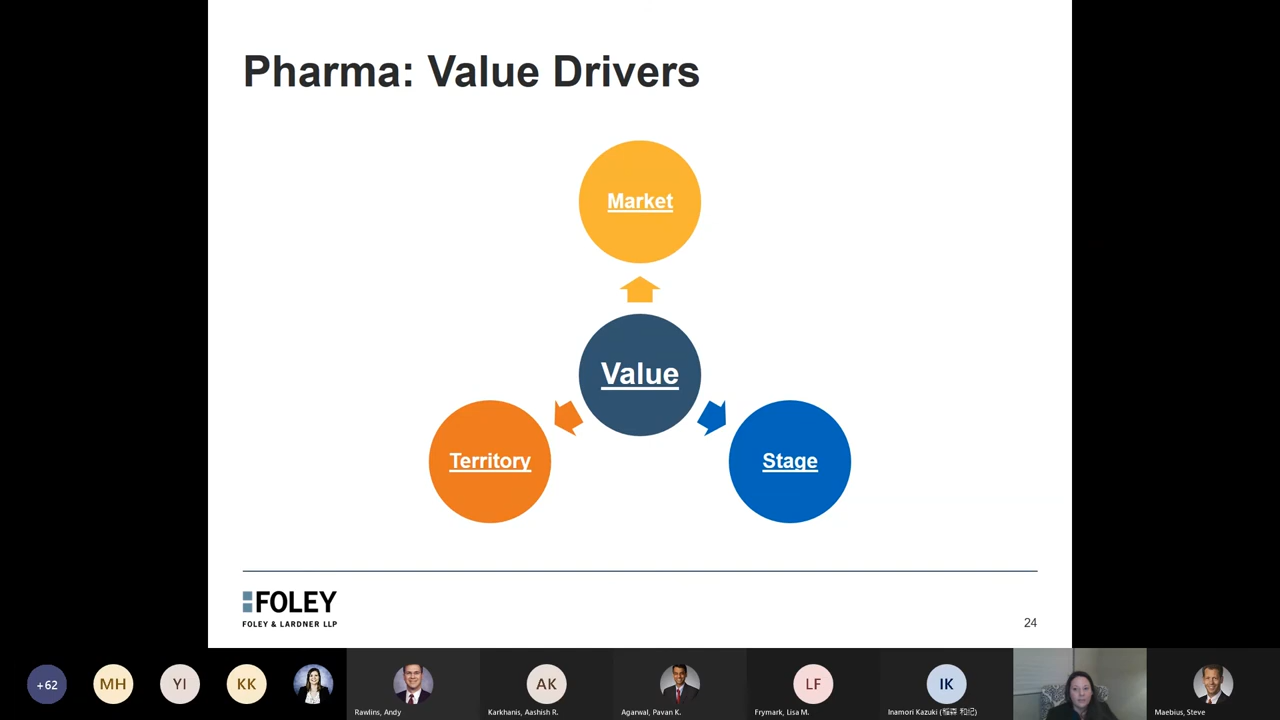 Pharma: Value Drivers
Market
Value
Territory
Stage
FOLEY
FOLEY & LARDNER LLP
24
+62
MH
YI
KK
AK
LF
IK
Rawlins, Andy
Karkhanis, Aashish R.
Agarwal, Pavan K.
Frymark, Lisa M.
Inamori Kazuki (
Maebius, Steve